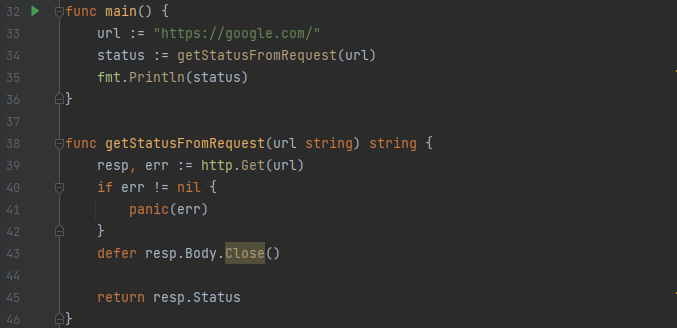 32 func main() {
33     url := "https://google.com/"
34     status := getStatusFromRequest(url)
35     fmt.Println(status)
36 }
37
38 func getStatusFromRequest(url string) string {
39     resp, err := http.Get(url)
40     if err != nil {
41         panic(err)
42     }
43     defer resp.Body.Close()
44
45     return resp.Status
46 }